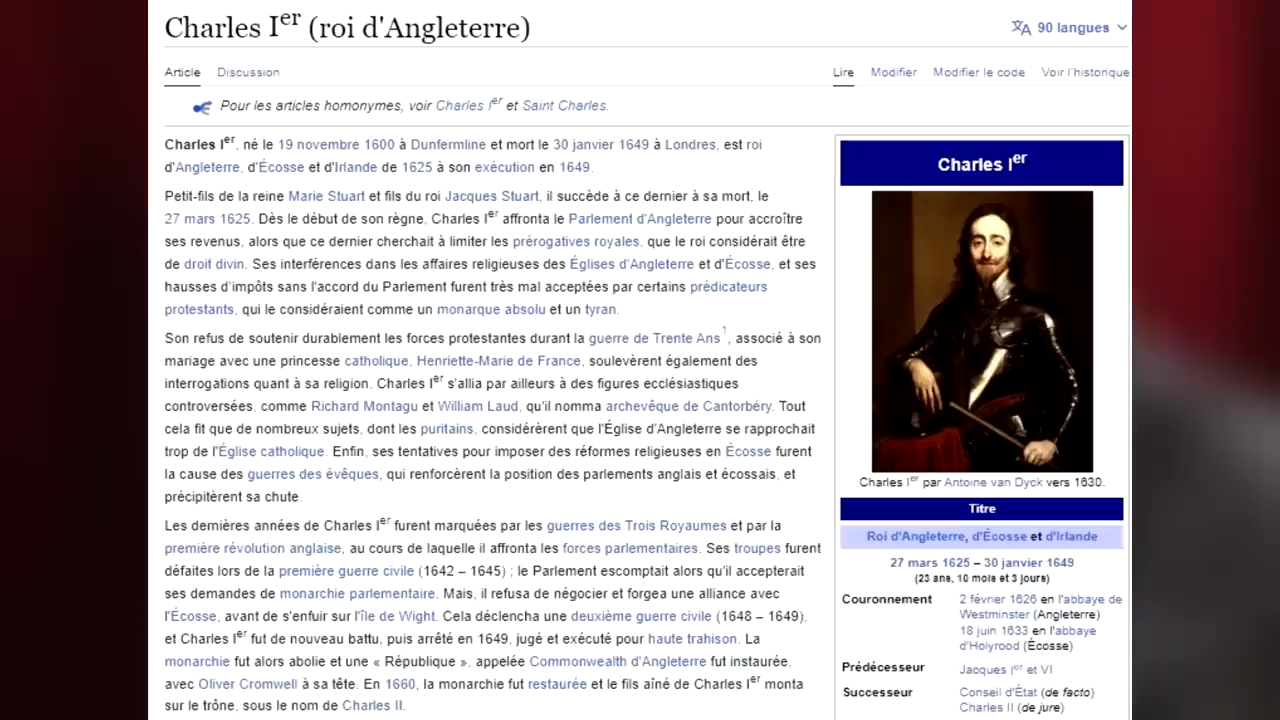 Charles Ier (roi d'Angleterre)
90 langues
Article Discussion
Lire Modifier Modifier le code Voir l'historique
Pour les articles homonymes, voir Charles Ier et Saint Charles.
Charles Ier, né le 19 novembre 1600 à Dunfermline et mort le 30 janvier 1649 à Londres, est roi
d'Angleterre, d'Écosse et d'Irlande de 1625 à son exécution en 1649.
Petit-fils de la reine Marie Stuart et fils du roi Jacques Stuart, il succède à ce dernier à sa mort, le
27 mars 1625. Dès le début de son règne, Charles Ier affronta le Parlement d'Angleterre pour accroître
ses revenus, alors que ce dernier cherchait à limiter les prérogatives royales, que le roi considérait être
de droit divin. Ses interférences dans les affaires religieuses des Églises d'Angleterre et d'Écosse, et ses
hausses d'impôts sans l'accord du Parlement furent très mal acceptées par certains prédicateurs
protestants, qui le considéraient comme un monarque absolu et un tyran.
Son refus de soutenir durablement les forces protestantes durant la guerre de Trente Ans1, associé à son
mariage avec une princesse catholique, Henriette-Marie de France, soulevèrent également des
interrogations quant à sa religion. Charles Ier s'allia par ailleurs à des figures ecclésiastiques
controversées, comme Richard Montagu et William Laud, qu'il nomma archevêque de Cantorbéry. Tout
cela fit que de nombreux sujets, dont les puritains, considérèrent que l'Église d'Angleterre se rapprochait
trop de l'Église catholique. Enfin, ses tentatives pour imposer des réformes religieuses en Écosse furent
la cause des guerres des évêques, qui renforcèrent la position des parlements anglais et écossais, et
précipitèrent sa chute.
Les dernières années de Charles Ier furent marquées par les guerres des Trois Royaumes et par la
première révolution anglaise, au cours de laquelle il affronta les forces parlementaires. Ses troupes furent
défaites lors de la première guerre civile (1642 – 1645) ; le Parlement escomptait alors qu'il accepterait
ses demandes de monarchie parlementaire. Mais, il refusa de négocier et forgea une alliance avec
l'Écosse, avant de s'enfuir sur l'île de Wight. Cela déclencha une deuxième guerre civile (1648 – 1649),
et Charles Ier fut de nouveau battu, puis arrêté en 1649, jugé et exécuté pour haute trahison. La
monarchie fut alors abolie et une « République », appelée Commonwealth d'Angleterre fut instaurée,
avec Oliver Cromwell à sa tête. En 1660, la monarchie fut restaurée et le fils aîné de Charles Ier monta
sur le trône, sous le nom de Charles II.
Charles Ier
Charles Ier par Antoine van Dyck vers 1630.
Titre
Roi d'Angleterre, d'Écosse et d'Irlande
27 mars 1625 – 30 janvier 1649
(23 ans, 10 mois et 3 jours)
Couronnement 2 février 1626 en l'abbaye de
Westminster (Angleterre)
18 juin 1633 en l'abbaye
d'Holyrood (Écosse)
Prédécesseur Jacques Ier et VI
Successeur Conseil d'État (de facto)
Charles II (de jure)